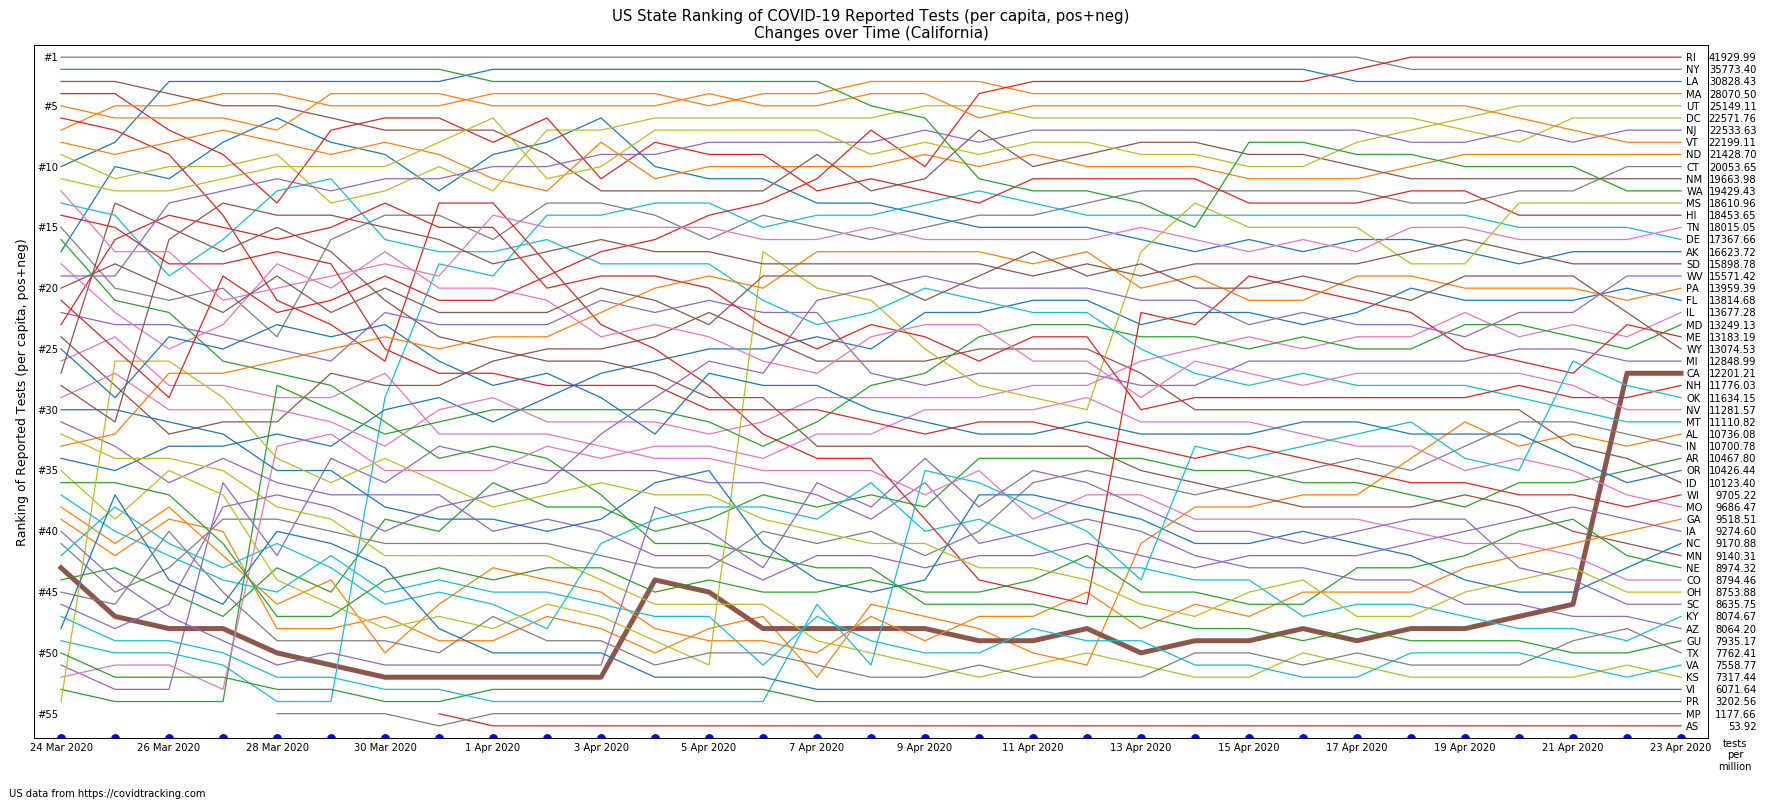 US State Ranking of COVID-19 Reported Tests (per capita, pos+neg)
Changes over Time (California)
Ranking of Reported Tests (per capita, pos+neg)
#1
#5
#10
#15
#20
#25
#30
#35
#40
#45
#50
#55
RI 41929.99
NY 35773.40
LA 30828.43
MA 28070.50
UT 25149.11
DC 22571.76
NJ 22533.63
VT 22199.11
ND 21428.70
CT 20053.65
NM 19663.98
WA 19429.43
MS 18610.96
HI 18453.65
TN 18015.05
DE 17367.66
AK 16623.72
SD 15898.78
WV 15571.42
PA 13959.39
FL 13814.68
IL 13677.28
MD 13249.13
ME 13183.19
WY 13074.53
MI 12848.99
CA 12201.21
NH 11776.03
OK 11634.15
NV 11281.57
MT 11110.82
AL 10736.08
IN 10700.78
AR 10467.80
OR 10426.44
ID 10123.40
WI 9705.22
MO 9686.47
GA 9518.51
IA 9274.60
NC 9170.88
MN 9140.31
NE 8974.32
CO 8794.46
OH 8753.88
SC 8635.75
KY 8074.67
AZ 8064.20
GU 7935.17
TX 7762.41
VA 7558.77
KS 7317.44
VI 6071.64
PR 3202.56
MP 1177.66
AS 53.92
24 Mar 2020 26 Mar 2020 28 Mar 2020 30 Mar 2020 1 Apr 2020 3 Apr 2020 5 Apr 2020 7 Apr 2020 9 Apr 2020 11 Apr 2020 13 Apr 2020 15 Apr 2020 17 Apr 2020 19 Apr 2020 21 Apr 2020 23 Apr 2020
tests
per
million
US data from https://covidtracking.com